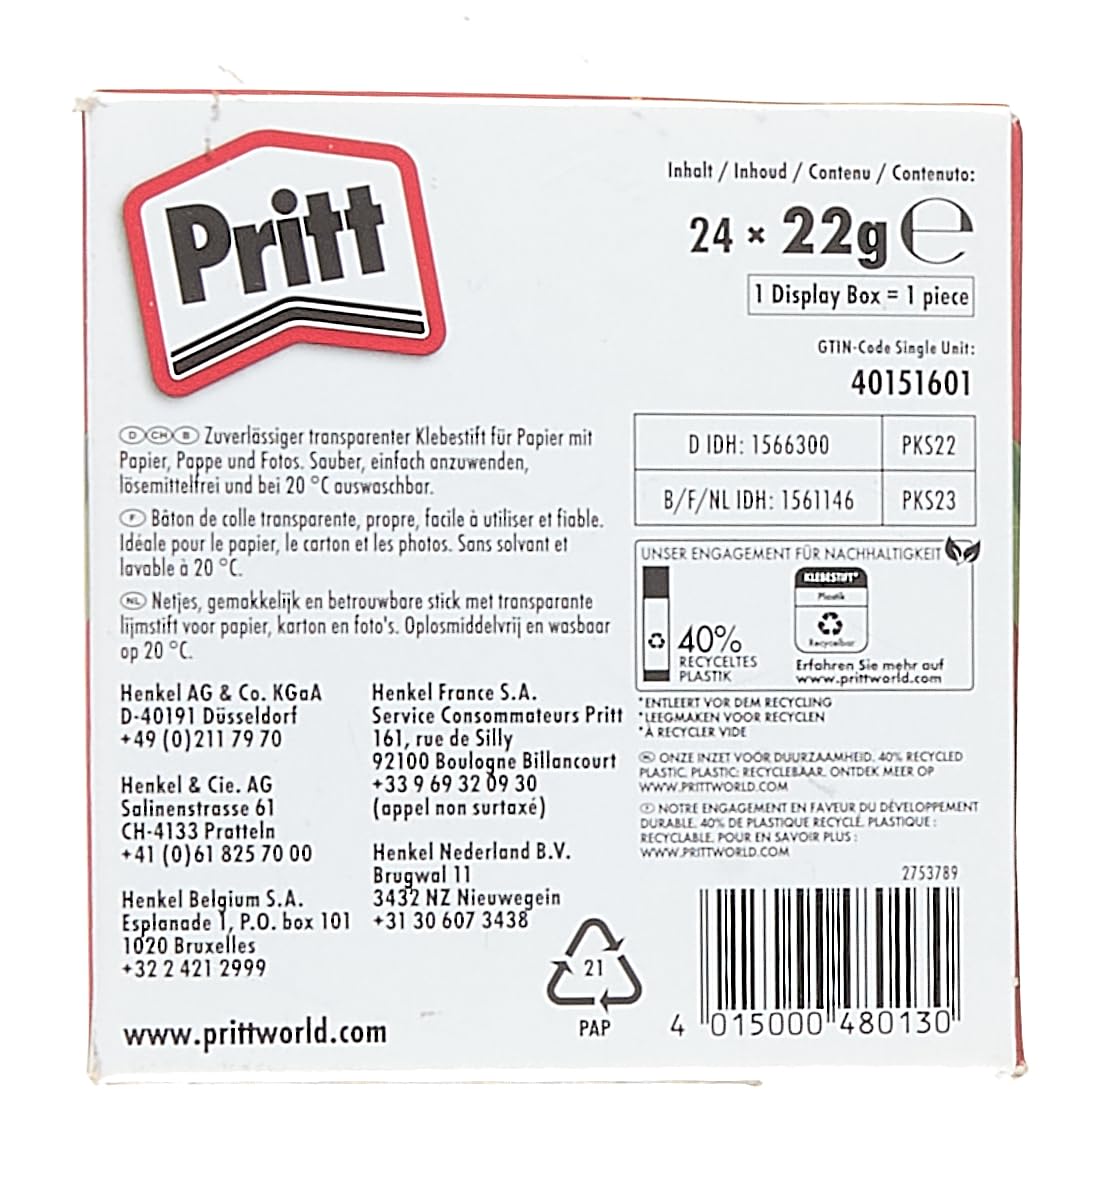 Pritt
Inhalt / Inhoud / Contenu / Contenuto:
24 × 22g ℮
1 Display Box = 1 piece
GTIN-Code Single Unit:
40151601
D IDH: 1566300 PKS22
B/F/NL IDH: 1561146 PKS23
D CH B Zuverlässiger transparenter Klebestift für Papier mit
Papier, Pappe und Fotos. Sauber, einfach anzuwenden,
lösemittelfrei und bei 20 °C auswaschbar.
F Bâton de colle transparente, propre, facile à utiliser et fiable.
Idéale pour le papier, le carton et les photos. Sans solvant et
lavable à 20 °C.
NL Netjes, gemakkelijk en betrouwbare stick met transparante
lijmstift voor papier, karton en foto's. Oplosmiddelvrij en wasbaar
op 20 °C.
Henkel AG & Co. KGaA
D-40191 Düsseldorf
+49 (0)211 79 70
Henkel & Cie. AG
Salinenstrasse 61
CH-4133 Pratteln
+41 (0)61 825 70 00
Henkel Belgium S.A.
Esplanade 1, P.O. box 101
1020 Bruxelles
+32 2 421 2999
Henkel France S.A.
Service Consommateurs Pritt
161, rue de Silly
92100 Boulogne Billancourt
+33 9 69 32 09 30
(appel non surtaxé)
Henkel Nederland B.V.
Brugwal 11
3432 NZ Nieuwegein
+31 30 607 3438
www.prittworld.com
21
PAP
UNSER ENGAGEMENT FÜR NACHHALTIGKEIT
40%
RECYCELTES
PLASTIK
KLEBESTIFT*
Plastik
Recycelbar
Erfahren Sie mehr auf
www.prittworld.com
*ENTLEERT VOR DEM RECYCLING
*LEEGMAKEN VOOR RECYCLEN
*À RECYCLER VIDE
NL ONZE INZET VOOR DUURZAAMHEID. 40% RECYCLED
PLASTIC. PLASTIC: RECYCLEBAAR. ONTDEK MEER OP
WWW.PRITTWORLD.COM
F NOTRE ENGAGEMENT EN FAVEUR DU DÉVELOPPEMENT
DURABLE. 40% DE PLASTIQUE RECYCLÉ. PLASTIQUE :
RECYCLABLE. POUR EN SAVOIR PLUS :
WWW.PRITTWORLD.COM
2753789
4 015000 480130